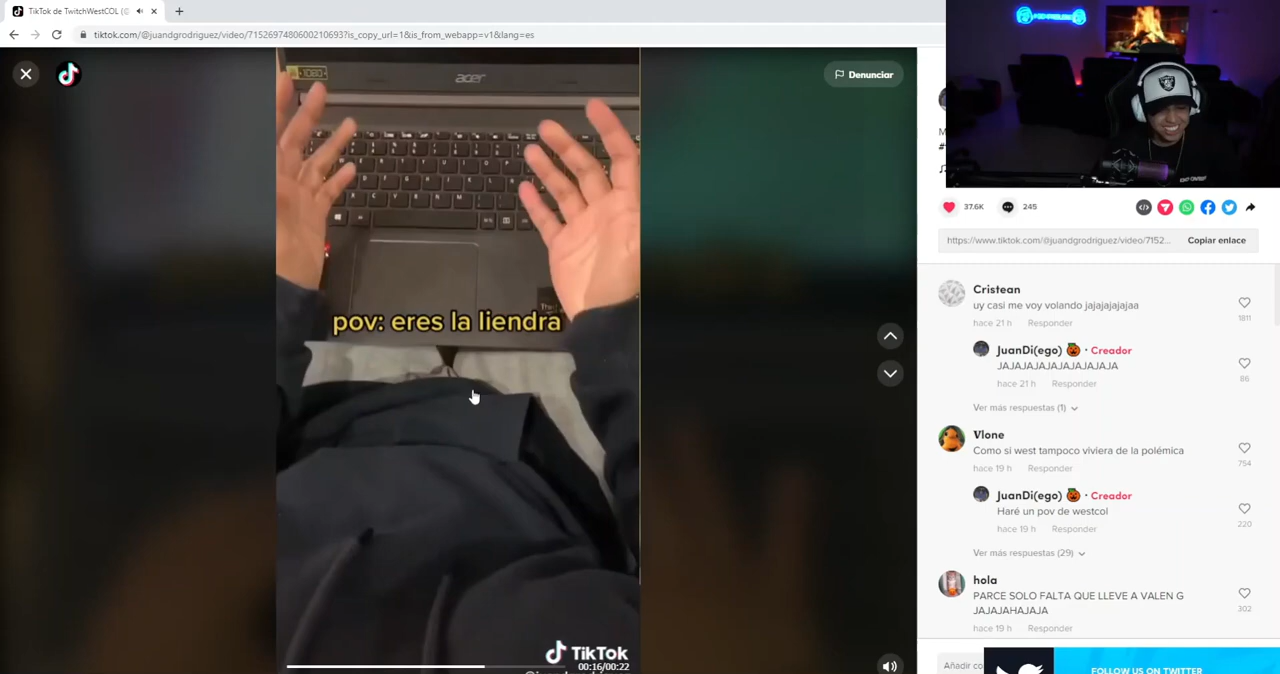 TikTok de TwitchWestCOL (@
tiktok.com/@juandgrodriguez/video/7152697480600210693?is_copy_url=1&is_from_webapp=v1&lang=es
Denunciar
1080
acer
pov: eres la liendra
TikTok
00:16/00:22
37.6K
245
https://www.tiktok.com/@juandgrodriguez/video/7152...
Copiar enlace
Cristean
uy casi me voy volando jajajajajajaa
hace 21 h Responder
1811
JuanDi(ego) 🎃 · Creador
JAJAJAJAJAJAJAJAJAJA
hace 21 h Responder
86
Ver más respuestas (1)
Vlone
Como si west tampoco viviera de la polémica
hace 19 h Responder
754
JuanDi(ego) 🎃 · Creador
Haré un pov de westcol
hace 19 h Responder
220
Ver más respuestas (29)
hola
PARCE SOLO FALTA QUE LLEVE A VALEN G
JAJAJAHAJAJA
hace 19 h Responder
302
Añadir co
FOLLOW US ON TWITTER